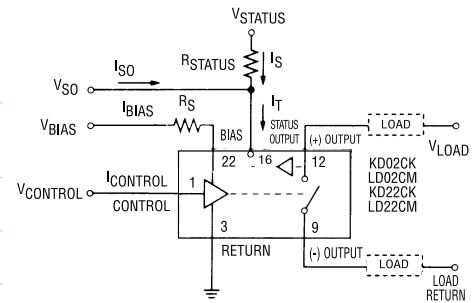 VSTATUS
RSTATUS
IS
VSO
ISO
IT
IBIAS
RS
VBIAS
BIAS
STATUS
OUTPUT
(+) OUTPUT
LOAD
VLOAD
22
16
12
KD02CK
LD02CM
KD22CK
LD22CM
VCONTROL
ICONTROL
CONTROL
1
3
9
RETURN
(-) OUTPUT
LOAD
LOAD
RETURN